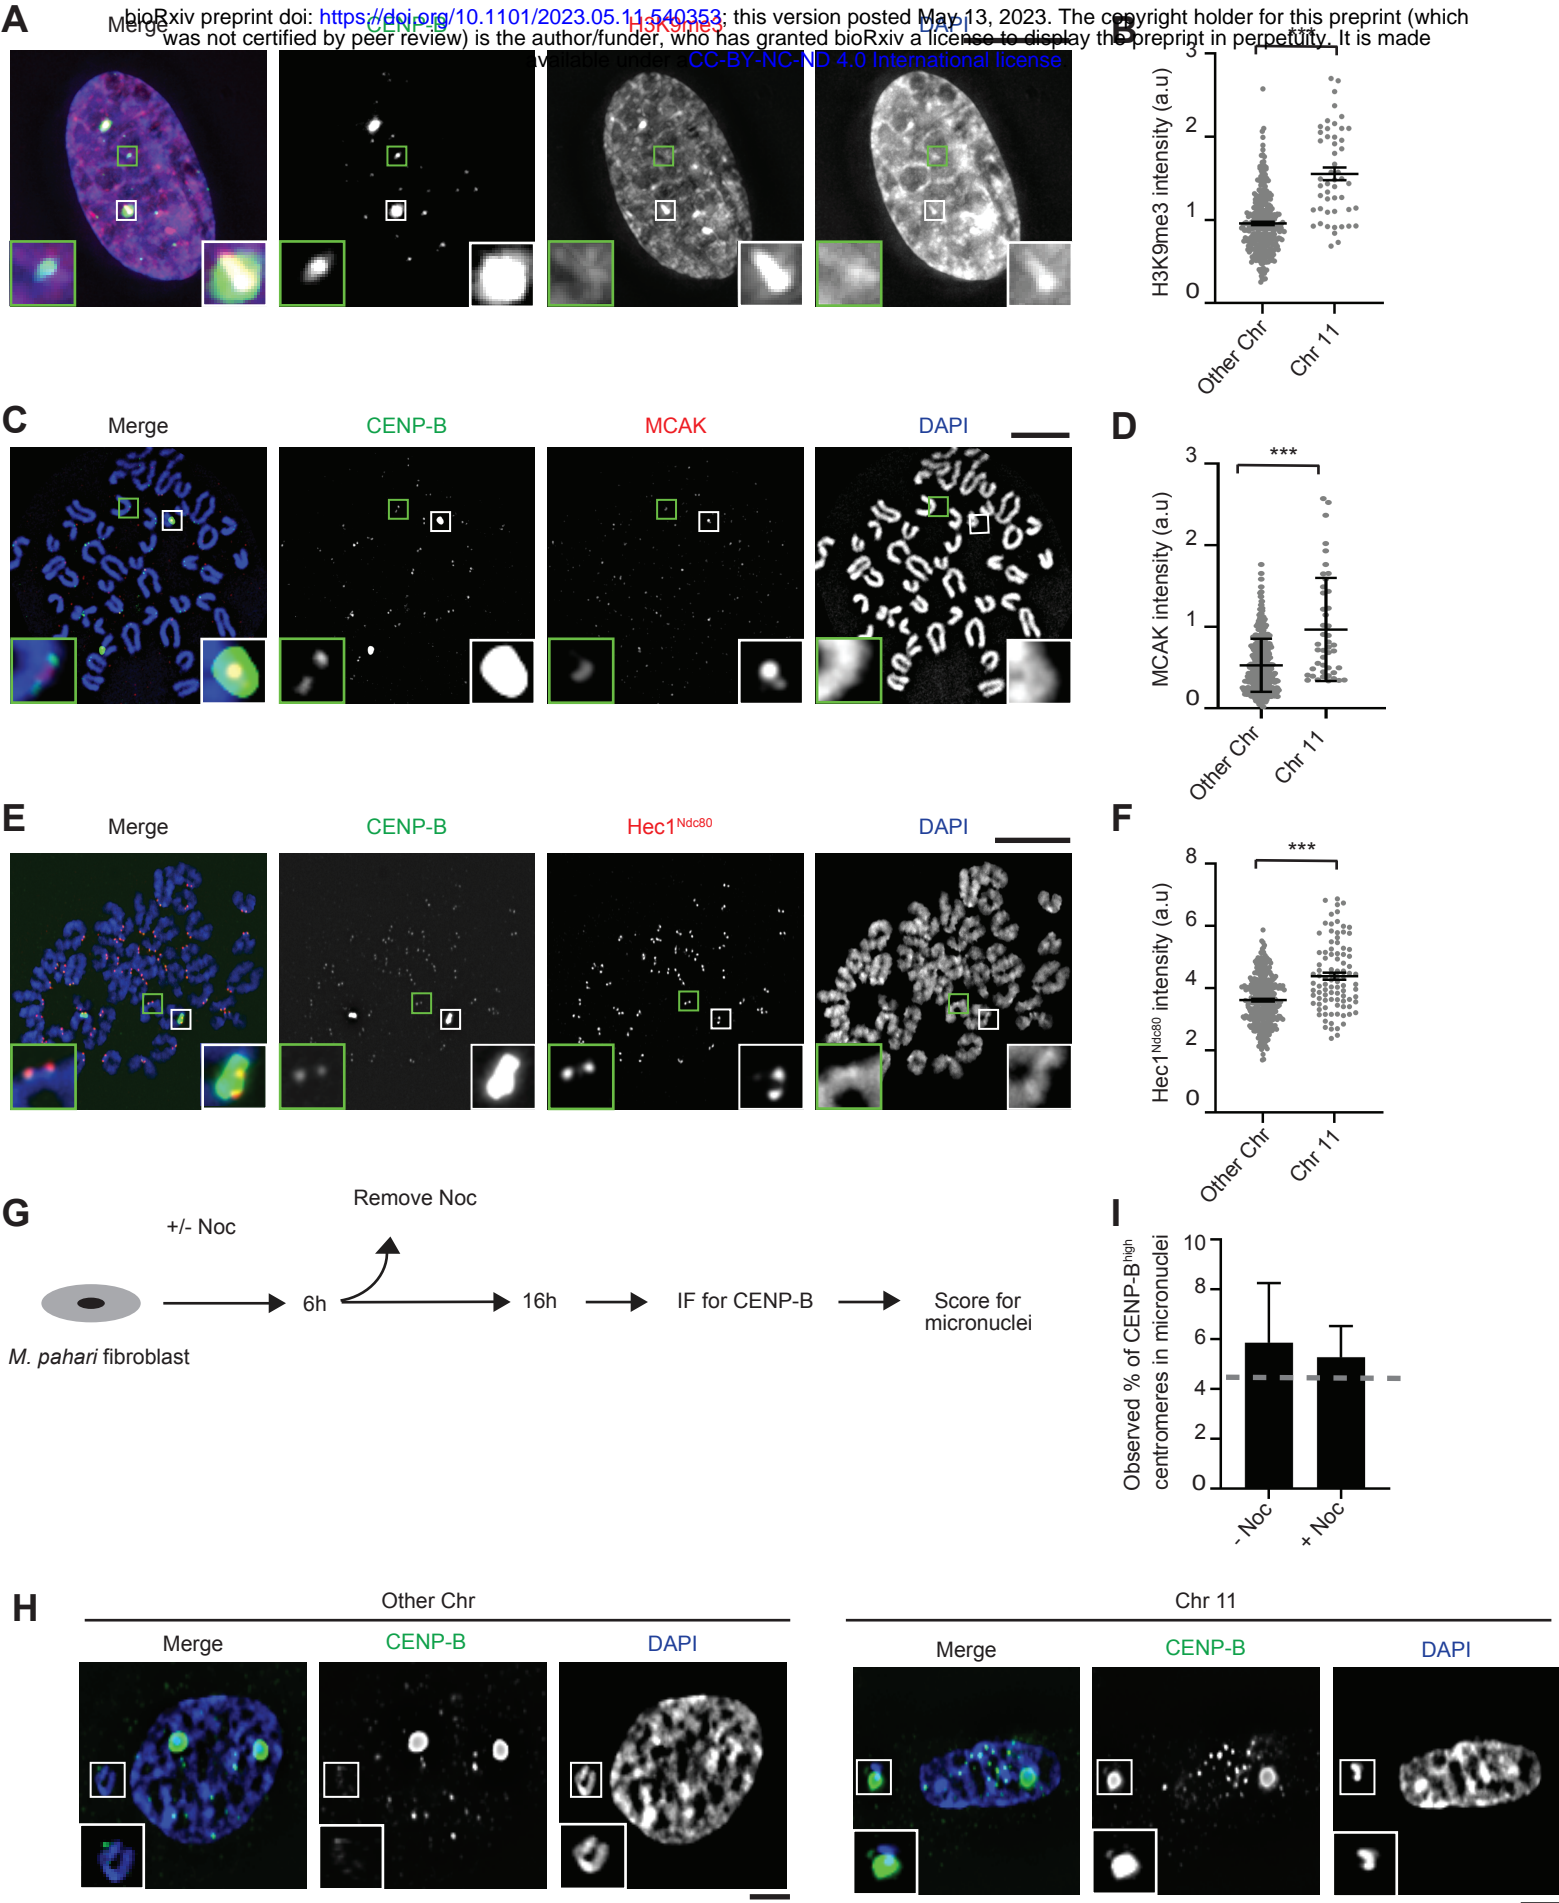 bioRxiv preprint doi: https://doi.org/10.1101/2023.05.11.540353; this version posted May 13, 2023. The copyright holder for this preprint (which
was not certified by peer review) is the author/funder, who has granted bioRxiv a license to display the preprint in perpetuity. It is made
available under aCC-BY-NC-ND 4.0 International license.
A
Merge
CENP-B
H3K9me3
DAPI
B
***
H3K9me3 intensity (a.u)
3
2
1
0
Other Chr
Chr 11
C
Merge
CENP-B
MCAK
DAPI
D
***
MCAK intensity (a.u)
3
2
1
0
Other Chr
Chr 11
E
Merge
CENP-B
Hec1Ndc80
DAPI
F
***
Hec1Ndc80 intensity (a.u)
8
6
4
2
0
Other Chr
Chr 11
G
+/- Noc
Remove Noc
6h
16h
IF for CENP-B
Score for
micronuclei
M. pahari fibroblast
I
Observed % of CENP-Bhigh
centromeres in micronuclei
10
8
6
4
2
0
- Noc
+ Noc
H
Other Chr
Merge
CENP-B
DAPI
Chr 11
Merge
CENP-B
DAPI